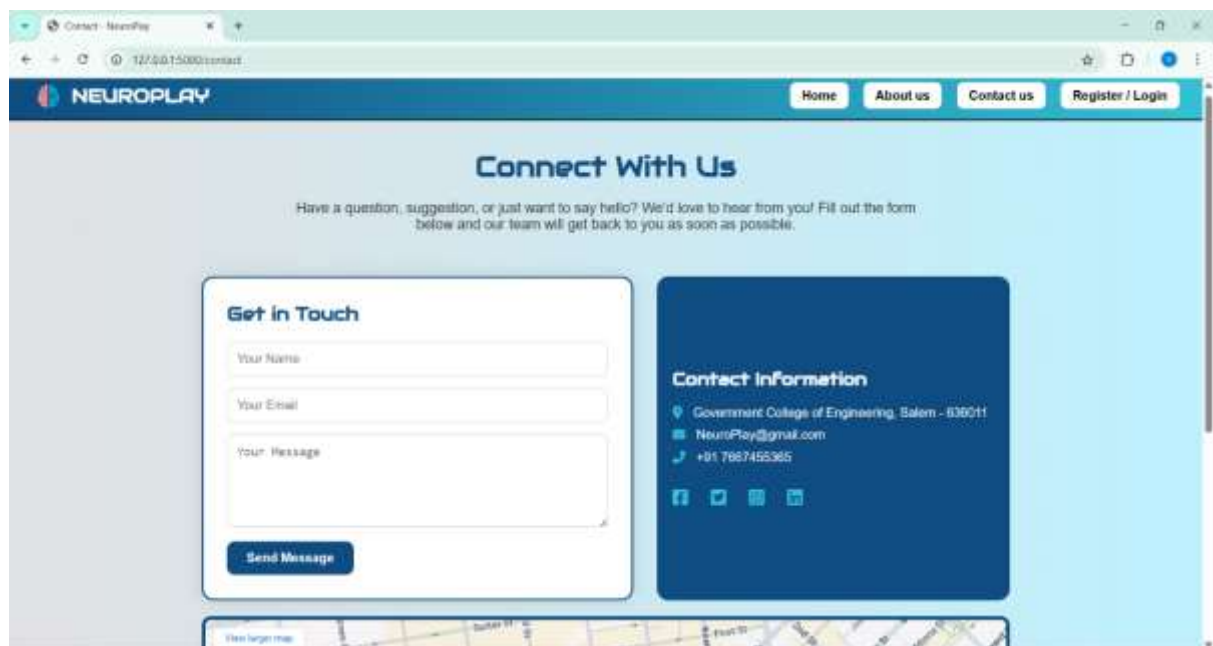 Contact - NeuroPlay
127.0.0.1:5000/contact
NEUROPLAY
Home
About us
Contact us
Register / Login
Connect With Us
Have a question, suggestion, or just want to say hello? We'd love to hear from you! Fill out the form
below and our team will get back to you as soon as possible.
Get in Touch
Your Name
Your Email
Your Message
Send Message
Contact Information
Government College of Engineering, Salem - 636011
NeuroPlay@gmail.com
+91 7667455365
View larger map